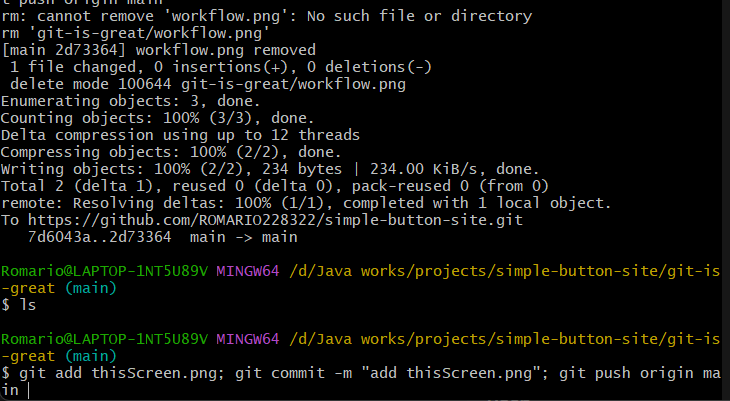 rm: cannot remove 'workflow.png': No such file or directory
rm 'git-is-great/workflow.png'
[main 2d73364] workflow.png removed
 1 file changed, 0 insertions(+), 0 deletions(-)
 delete mode 100644 git-is-great/workflow.png
Enumerating objects: 3, done.
Counting objects: 100% (3/3), done.
Delta compression using up to 12 threads
Compressing objects: 100% (2/2), done.
Writing objects: 100% (2/2), 234 bytes | 234.00 KiB/s, done.
Total 2 (delta 1), reused 0 (delta 0), pack-reused 0 (from 0)
remote: Resolving deltas: 100% (1/1), completed with 1 local object.
To https://github.com/ROMARIO228322/simple-button-site.git
   7d6043a..2d73364  main -> main

Romario@LAPTOP-1NT5U89V MINGW64 /d/Java works/projects/simple-button-site/git-is
-great (main)
$ ls

Romario@LAPTOP-1NT5U89V MINGW64 /d/Java works/projects/simple-button-site/git-is
-great (main)
$ git add thisScreen.png; git commit -m "add thisScreen.png"; git push origin ma
in